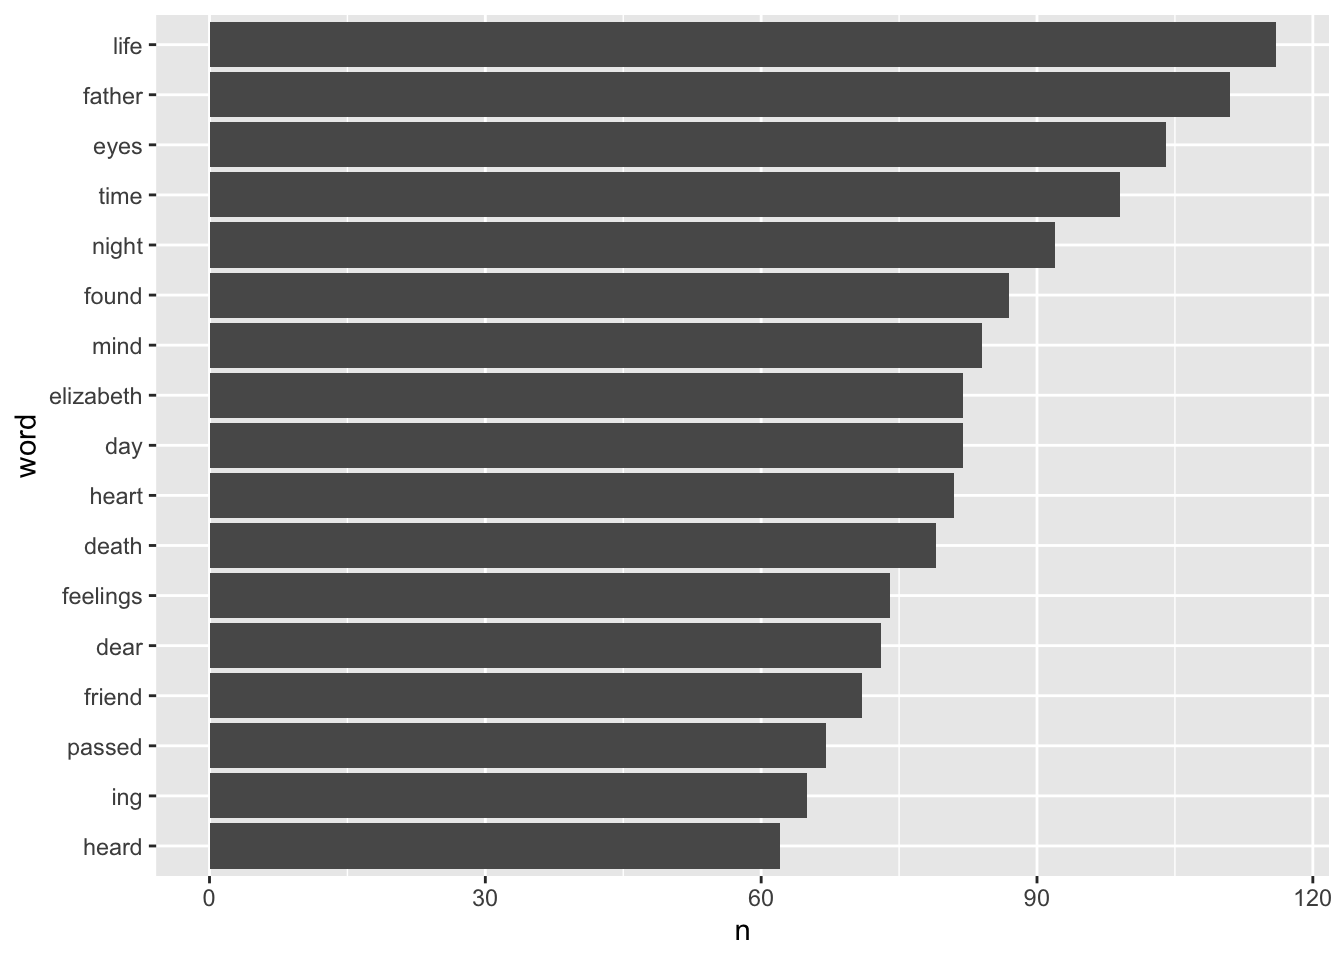 life
father
eyes
time
night
found
mind
elizabeth
day
heart
death
feelings
dear
friend
passed
ing
heard
word
0 30 60 90 120
n